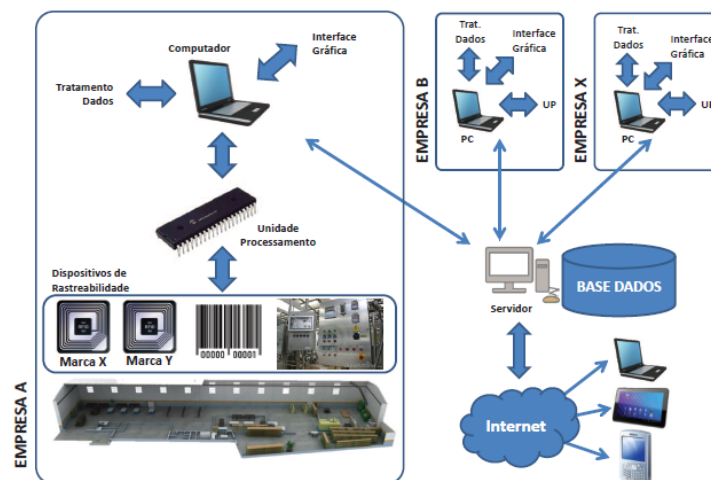 Computador
Interface
Gráfica
Tratamento
Dados
Unidade
Processamento
Dispositivos de
Rastreabilidade
Marca X
Marca Y
00000 00001
EMPRESA A
EMPRESA B
Trat.
Dados
Interface
Gráfica
UP
PC
EMPRESA X
Trat.
Dados
Interface
Gráfica
PC
Servidor
BASE DADOS
Internet